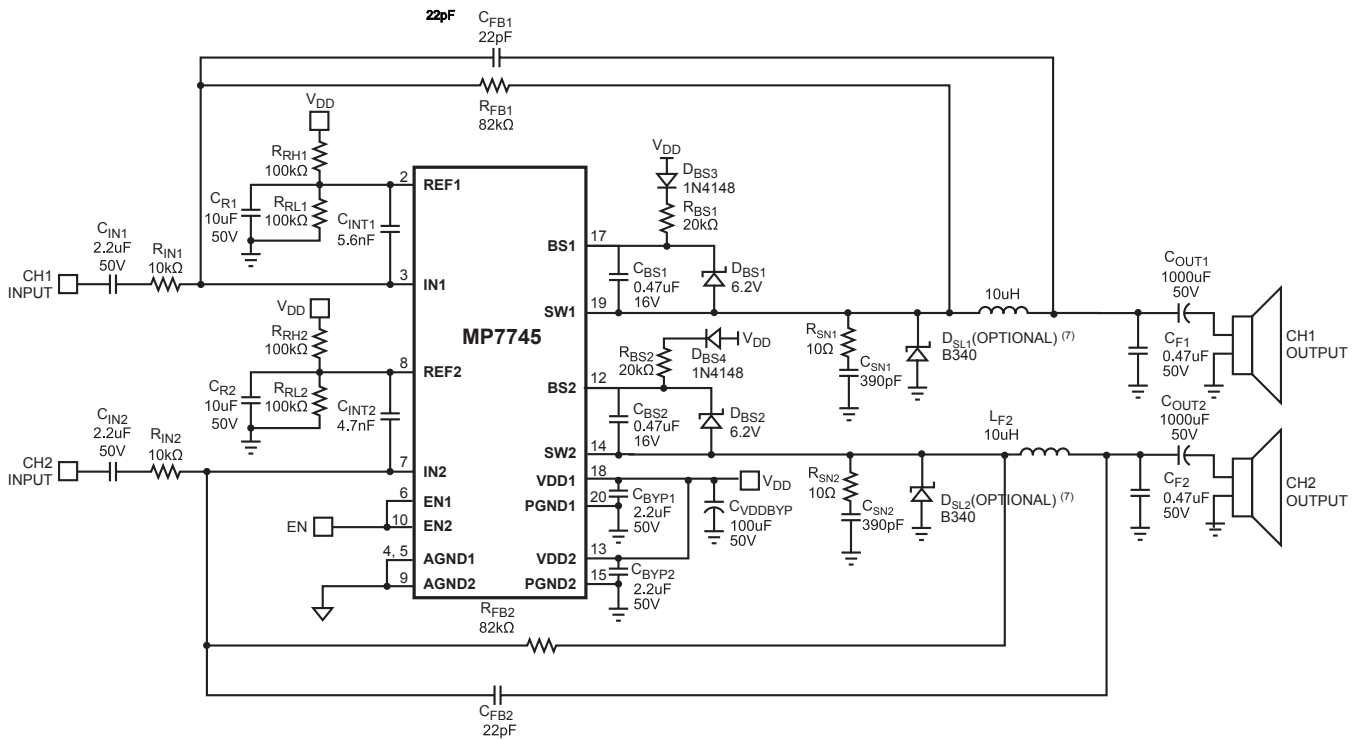 22pF
CFB1
22pF
RFB1
82kΩ
VDD
RRH1
100kΩ
CR1
10uF
50V
RRL1
100kΩ
CINT1
5.6nF
CIN1
2.2uF
50V
RIN1
10kΩ
CH1
INPUT
2
REF1
3
IN1
VDD
RRH2
100kΩ
CR2
10uF
50V
RRL2
100kΩ
CINT2
4.7nF
CIN2
2.2uF
50V
RIN2
10kΩ
CH2
INPUT
8
REF2
7
IN2
EN
6
EN1
10
EN2
4, 5
AGND1
9
AGND2
MP7745
VDD
DBS3
1N4148
RBS1
20kΩ
BS1
17
CBS1
0.47uF
16V
DBS1
6.2V
SW1
19
10uH
RSN1
10Ω
CSN1
390pF
DSL1(OPTIONAL) (7)
B340
COUT1
1000uF
50V
CF1
0.47uF
50V
CH1
OUTPUT
RBS2
20kΩ
DBS4
1N4148
VDD
BS2
12
CBS2
0.47uF
16V
DBS2
6.2V
SW2
14
LF2
10uH
RSN2
10Ω
CSN2
390pF
DSL2(OPTIONAL) (7)
B340
COUT2
1000uF
50V
CF2
0.47uF
50V
CH2
OUTPUT
VDD1
18
VDD
PGND1
20
CBYP1
2.2uF
50V
CVDDBYP
100uF
50V
VDD2
13
PGND2
15
CBYP2
2.2uF
50V
RFB2
82kΩ
CFB2
22pF